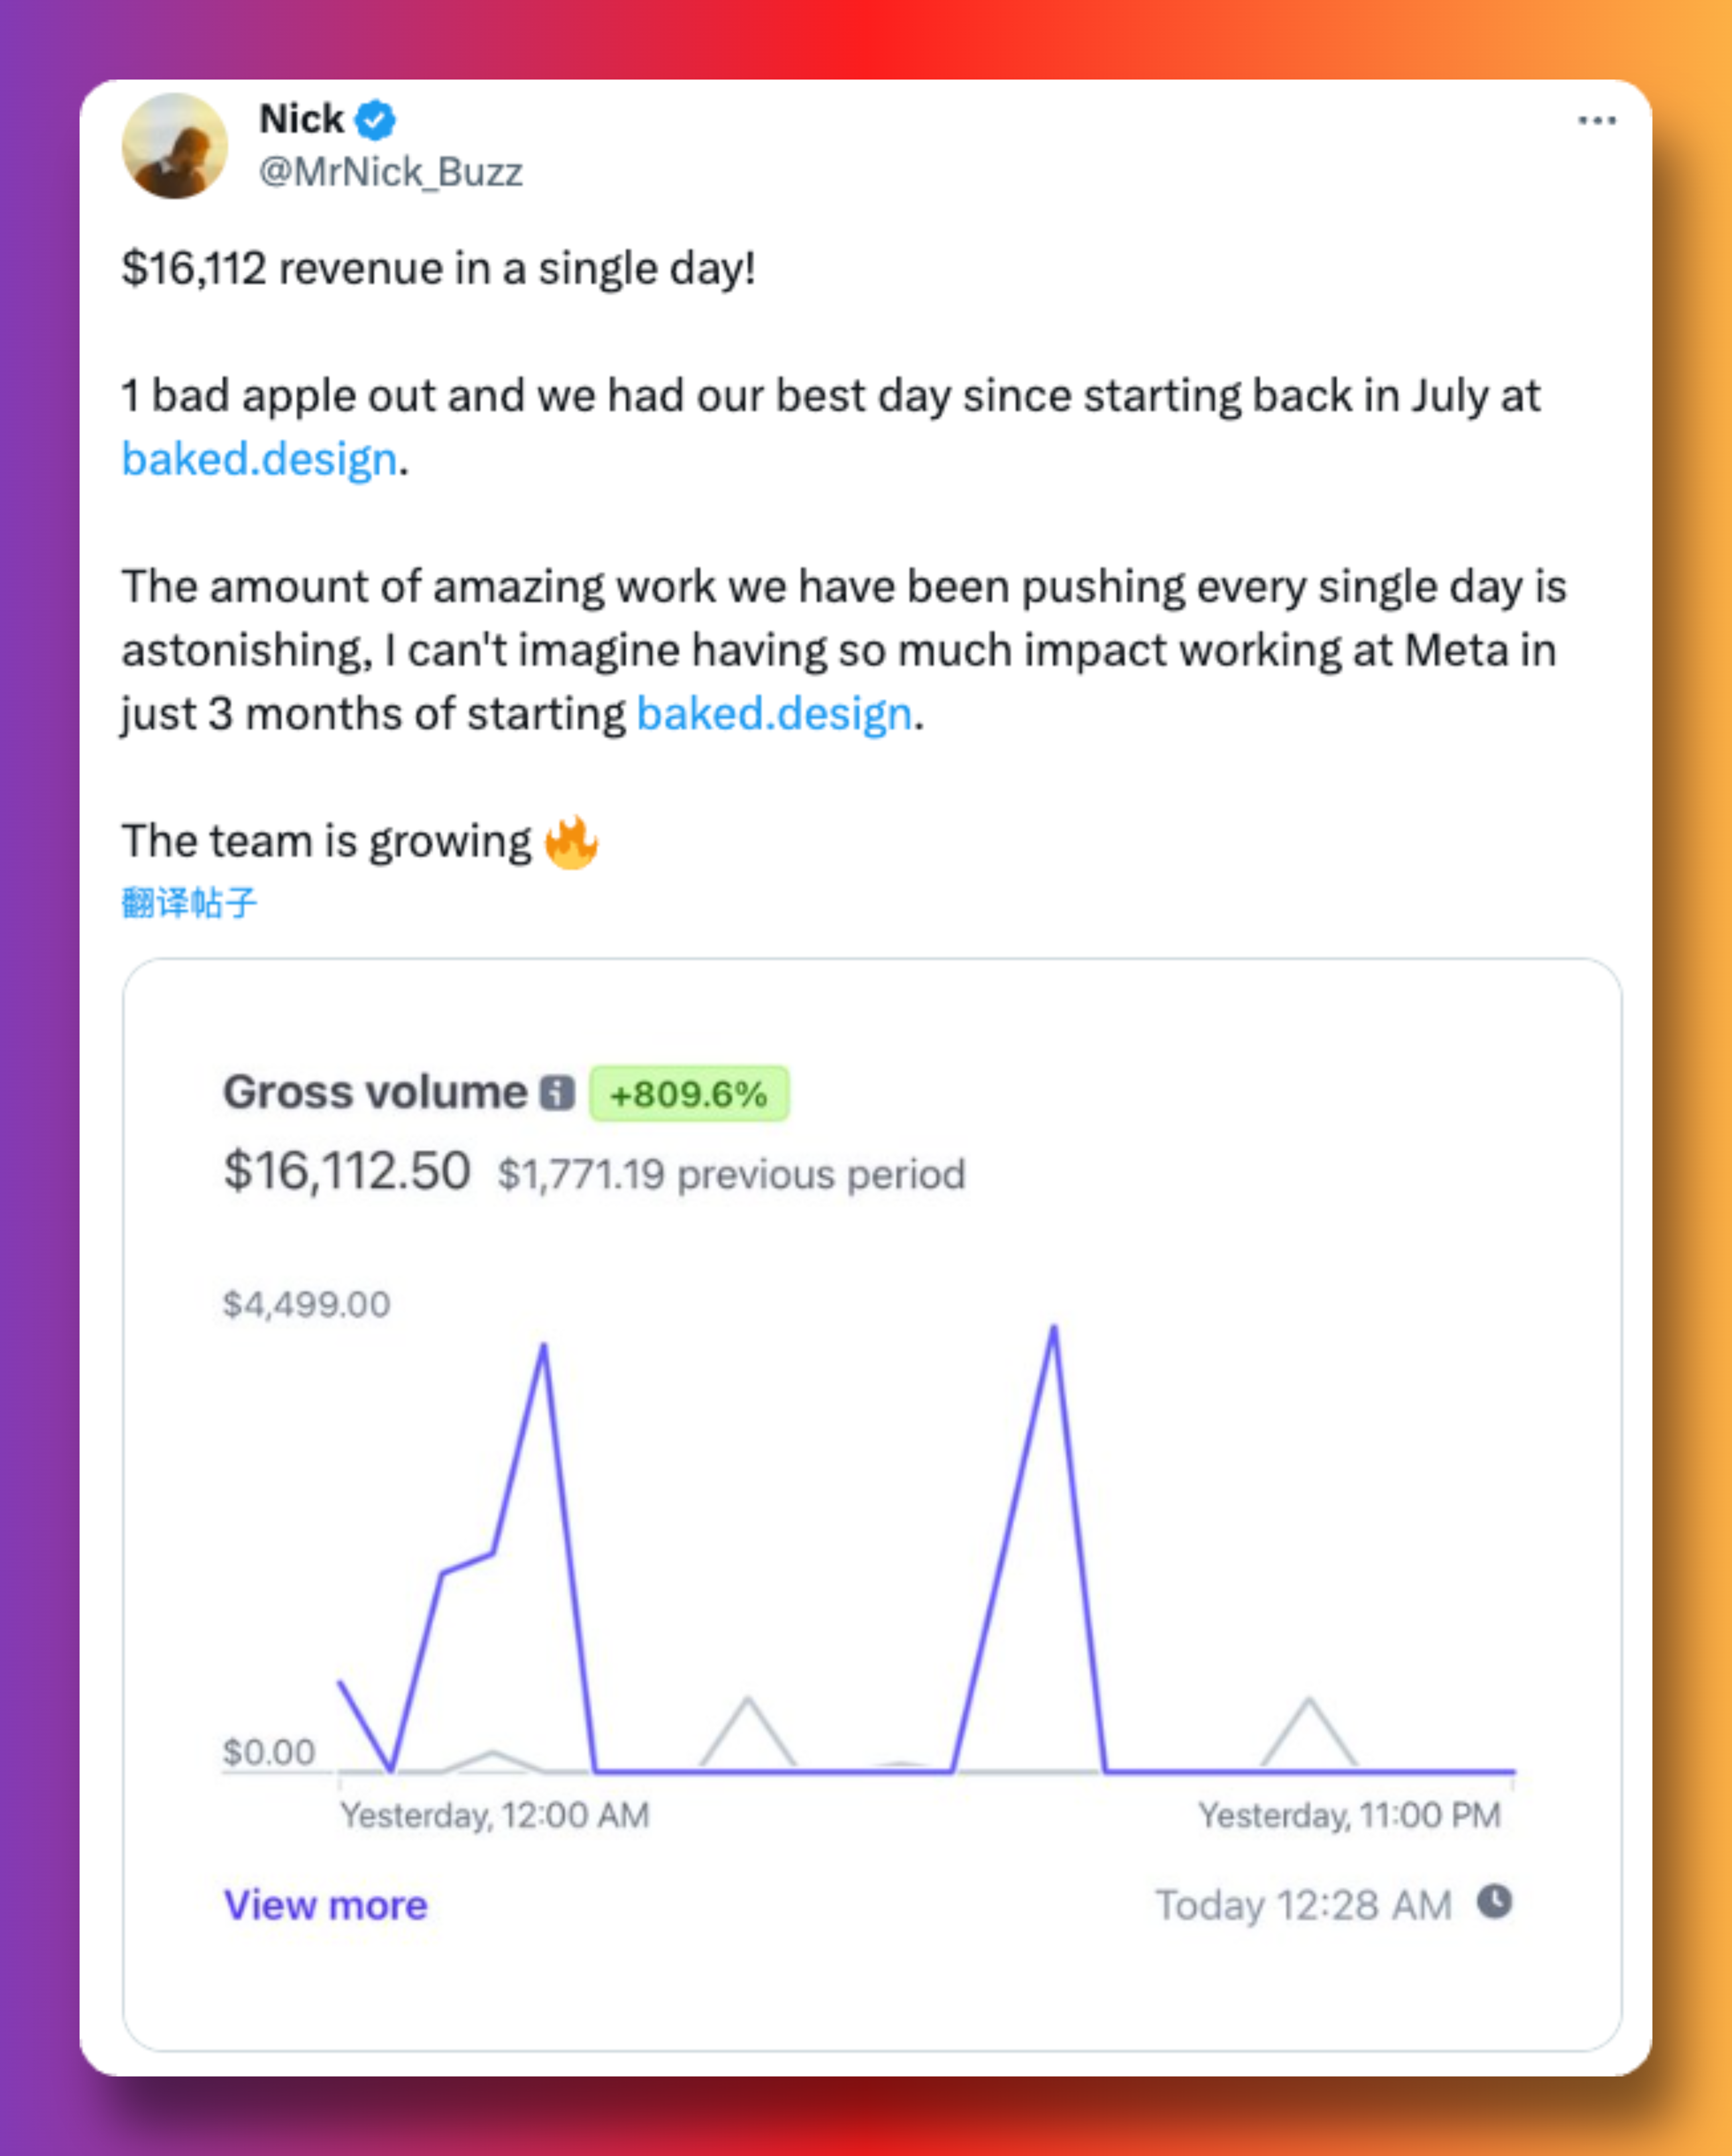 Nick
@MrNick_Buzz
$16,112 revenue in a single day!
1 bad apple out and we had our best day since starting back in July at
baked.design.
The amount of amazing work we have been pushing every single day is
astonishing, I can't imagine having so much impact working at Meta in
just 3 months of starting baked.design.
The team is growing 🔥
翻译帖子
Gross volume +809.6%
$16,112.50 $1,771.19 previous period
$4,499.00
$0.00
Yesterday, 12:00 AM Yesterday, 11:00 PM
View more Today 12:28 AM